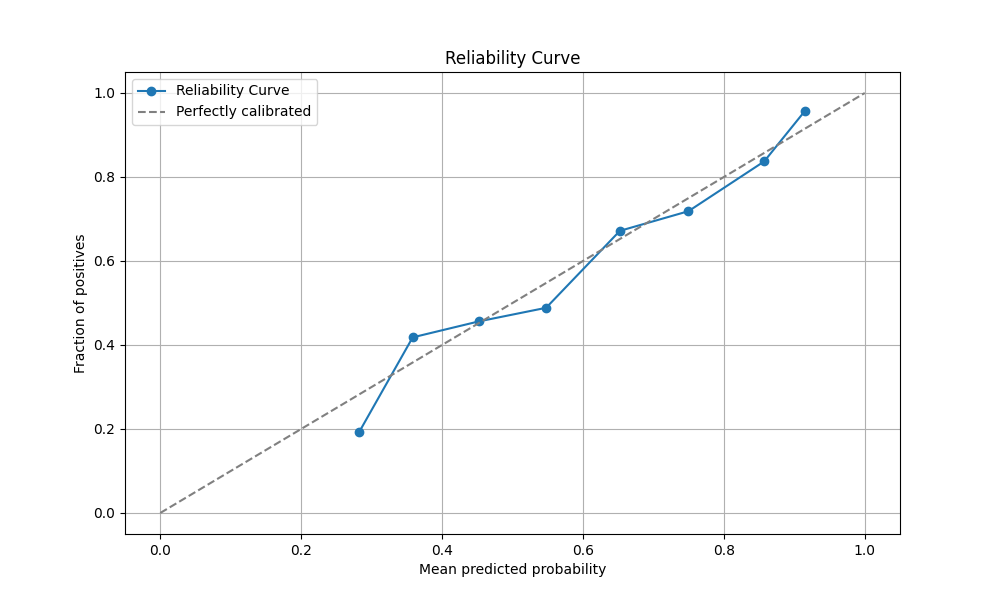 Reliability Curve
Reliability Curve
Perfectly calibrated
1.0
0.8
0.6
0.4
0.2
0.0
Fraction of positives
0.0 0.2 0.4 0.6 0.8 1.0
Mean predicted probability